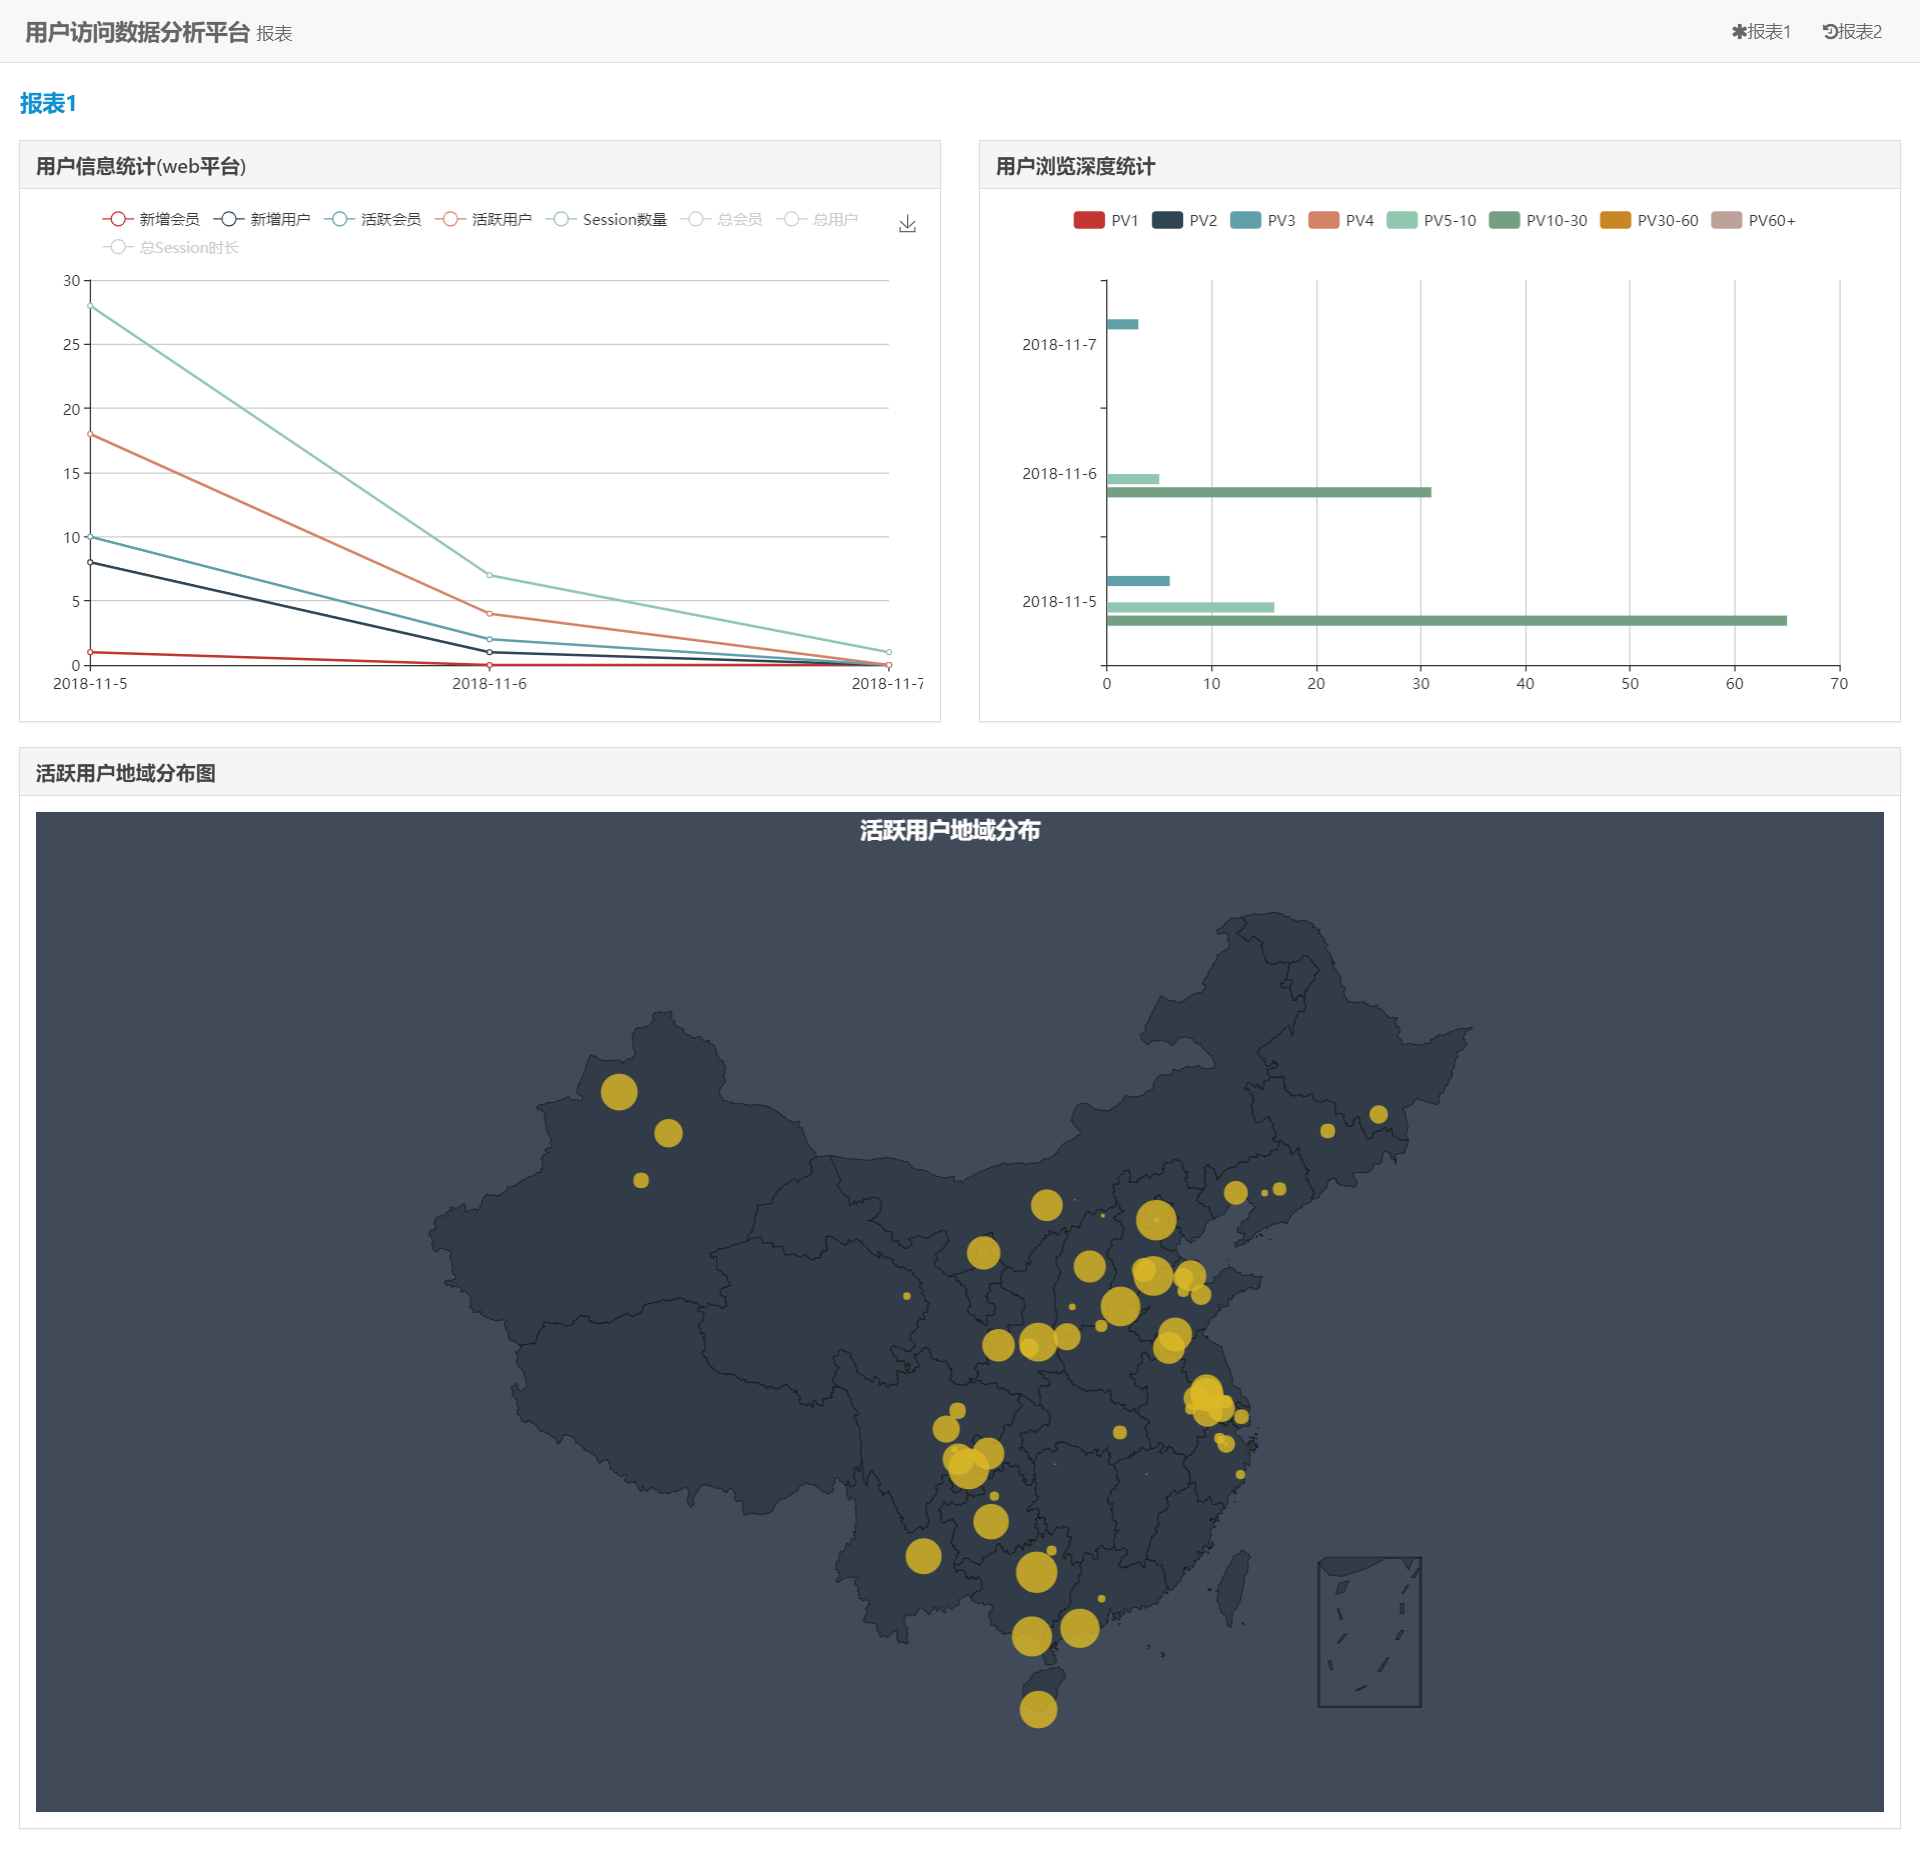 用户访问数据分析平台 报表
报表1 报表2
报表1
用户信息统计(web平台)
新增会员 新增用户 活跃会员 活跃用户 Session数量 总会员 总用户
总Session时长
30
25
20
15
10
5
0
2018-11-5 2018-11-6 2018-11-7
用户浏览深度统计
PV1 PV2 PV3 PV4 PV5-10 PV10-30 PV30-60 PV60+
2018-11-7
2018-11-6
2018-11-5
0 10 20 30 40 50 60 70
活跃用户地域分布图
活跃用户地域分布